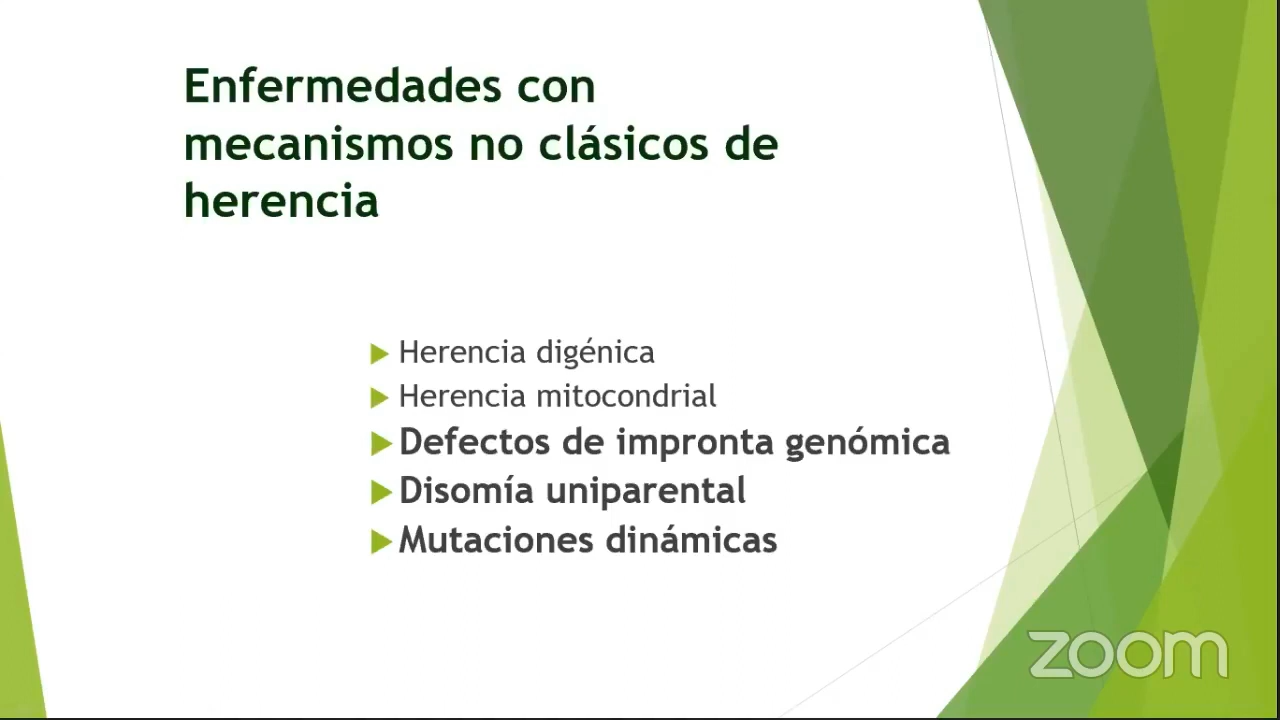 Enfermedades con
mecanismos no clásicos de
herencia
Herencia digénica
Herencia mitocondrial
Defectos de impronta genómica
Disomía uniparental
Mutaciones dinámicas
zoom